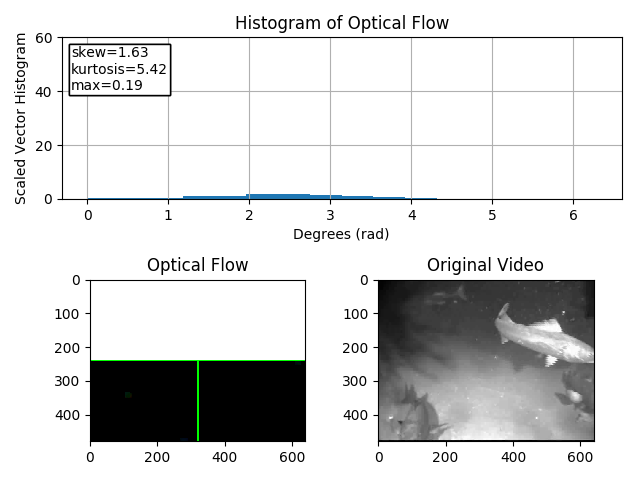 Histogram of Optical Flow
Scaled Vector Histogram
60
40
20
0
skew=1.63
kurtosis=5.42
max=0.19
0 1 2 3 4 5 6
Degrees (rad)
Optical Flow
0
100
200
300
400
0 200 400 600
Original Video
0
100
200
300
400
0 200 400 600